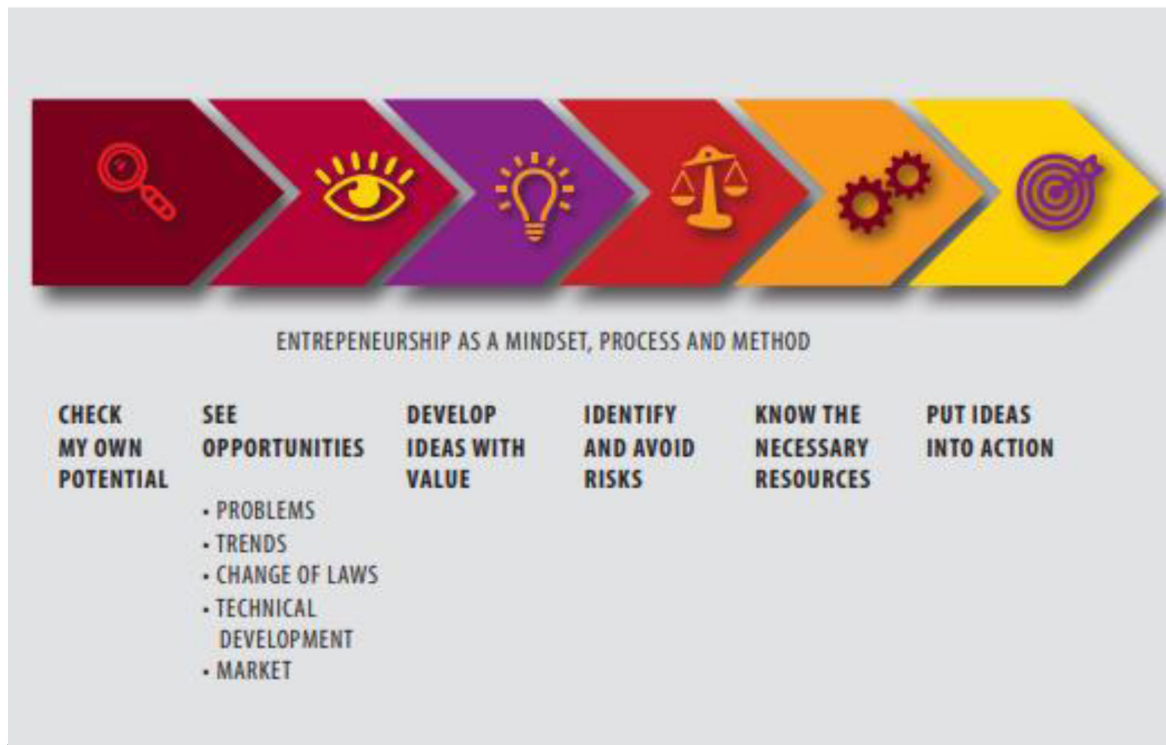 ENTREPENEURSHIP AS A MINDSET, PROCESS AND METHOD
CHECK
MY OWN
POTENTIAL
SEE
OPPORTUNITIES
• PROBLEMS
• TRENDS
• CHANGE OF LAWS
• TECHNICAL
DEVELOPMENT
• MARKET
DEVELOP
IDEAS WITH
VALUE
IDENTIFY
AND AVOID
RISKS
KNOW THE
NECESSARY
RESOURCES
PUT IDEAS
INTO ACTION